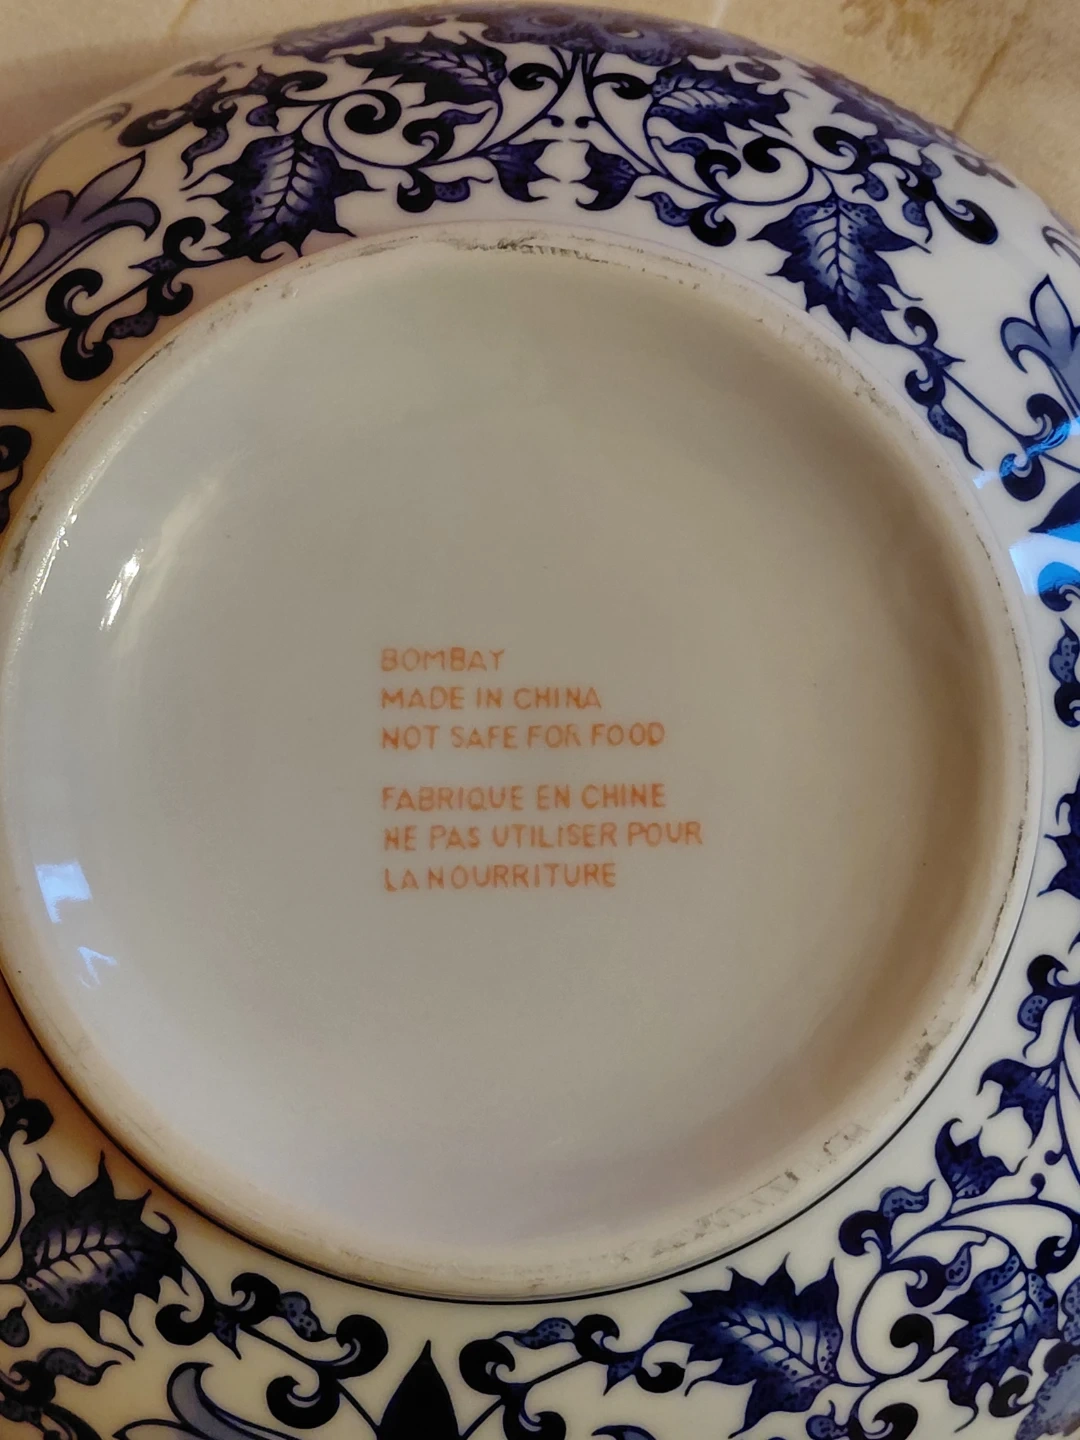 BOMBAY
MADE IN CHINA
NOT SAFE FOR FOOD
FABRIQUE EN CHINE
NE PAS UTILISER POUR
LA NOURRITURE